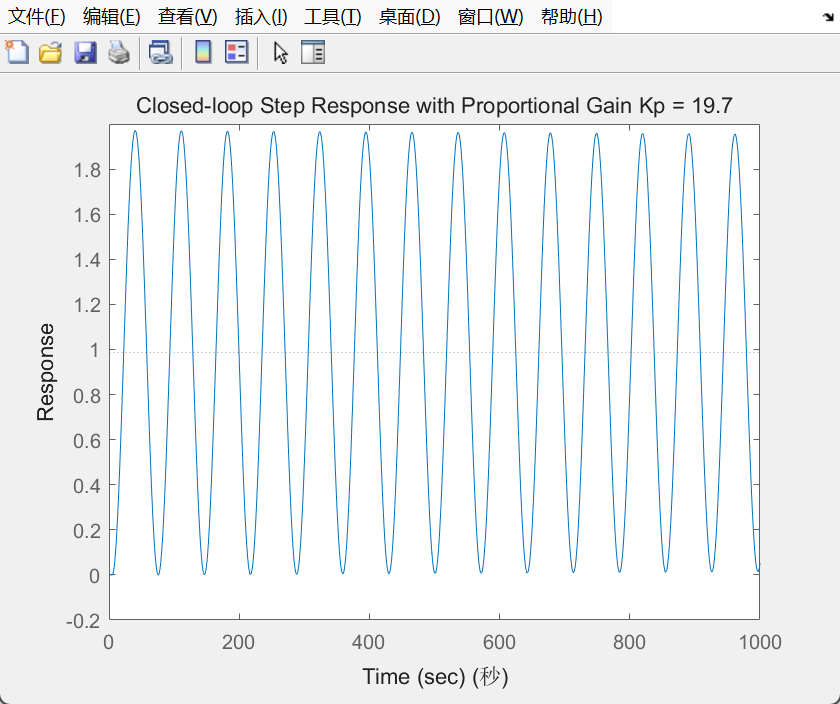 文件(F) 编辑(E) 查看(V) 插入(I) 工具(T) 桌面(D) 窗口(W) 帮助(H)
Closed-loop Step Response with Proportional Gain Kp = 19.7
1.8
1.6
1.4
1.2
1
0.8
0.6
0.4
0.2
0
-0.2
Response
0 200 400 600 800 1000
Time (sec) (秒)